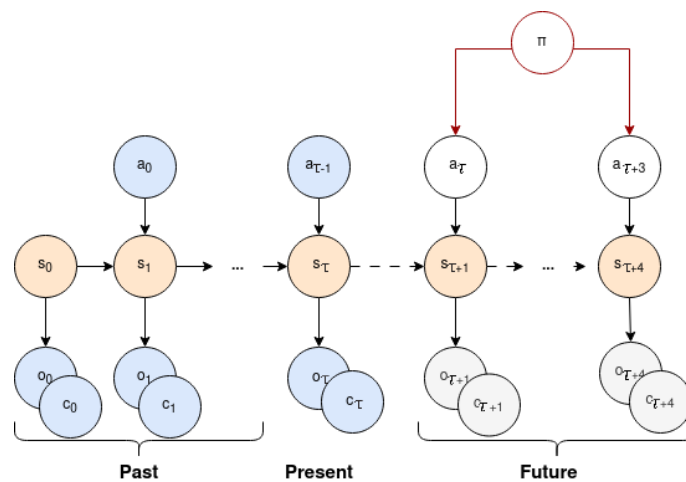 π
a0 aτ-1 aτ aτ+3
s0 s1 ... sτ sτ+1 ... sτ+4
o0 o1 oτ oτ+1 oτ+4
c0 c1 cτ cτ+1 cτ+4
Past Present Future